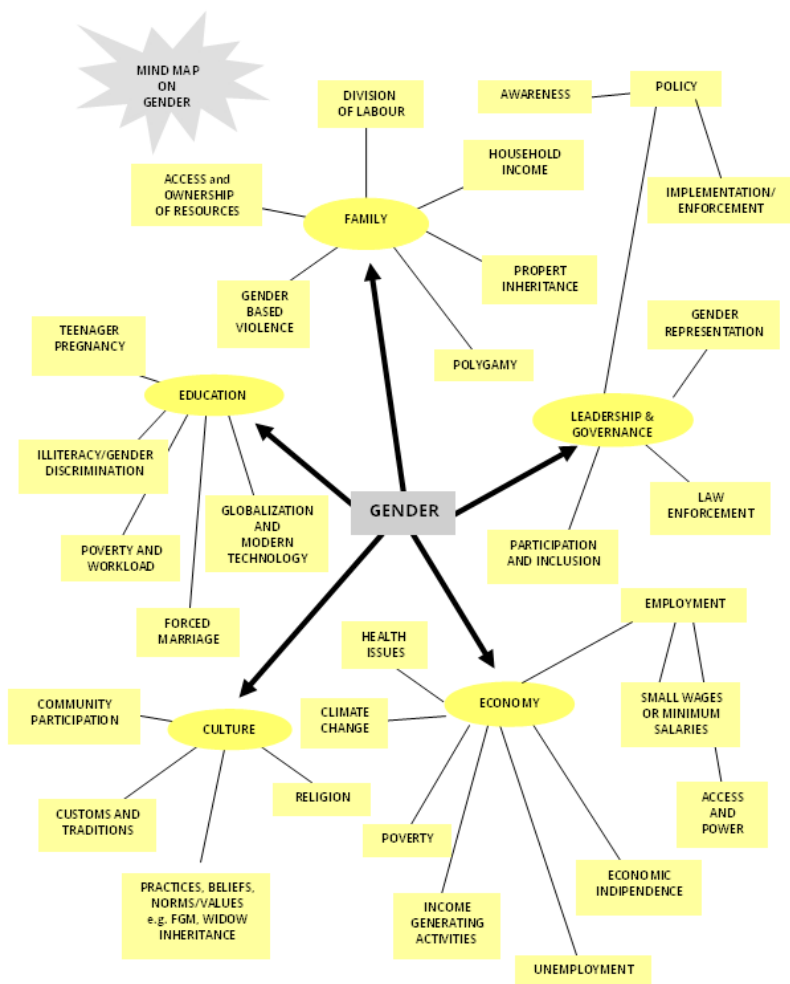 MIND MAP
ON
GENDER
DIVISION
OF LABOUR
AWARENESS
POLICY
HOUSEHOLD
INCOME
ACCESS and
OWNERSHIP
OF RESOURCES
IMPLEMENTATION/
ENFORCEMENT
FAMILY
PROPERT
INHERITANCE
GENDER
BASED
VIOLENCE
GENDER
REPRESENTATION
TEENAGER
PREGNANCY
POLYGAMY
EDUCATION
LEADERSHIP &
GOVERNANCE
ILLITERACY/GENDER
DISCRIMINATION
LAW
ENFORCEMENT
GENDER
GLOBALIZATION
AND
MODERN
TECHNOLOGY
POVERTY AND
WORKLOAD
PARTICIPATION
AND INCLUSION
FORCED
MARRIAGE
HEALTH
ISSUES
EMPLOYMENT
COMMUNITY
PARTICIPATION
CULTURE
CLIMATE
CHANGE
ECONOMY
SMALL WAGES
OR MINIMUM
SALARIES
RELIGION
CUSTOMS AND
TRADITIONS
POVERTY
ACCESS
AND
POWER
PRACTICES, BELIEFS,
NORMS/VALUES
e.g. FGM, WIDOW
INHERITANCE
INCOME
GENERATING
ACTIVITIES
ECONOMIC
INDIPENDENCE
UNEMPLOYMENT